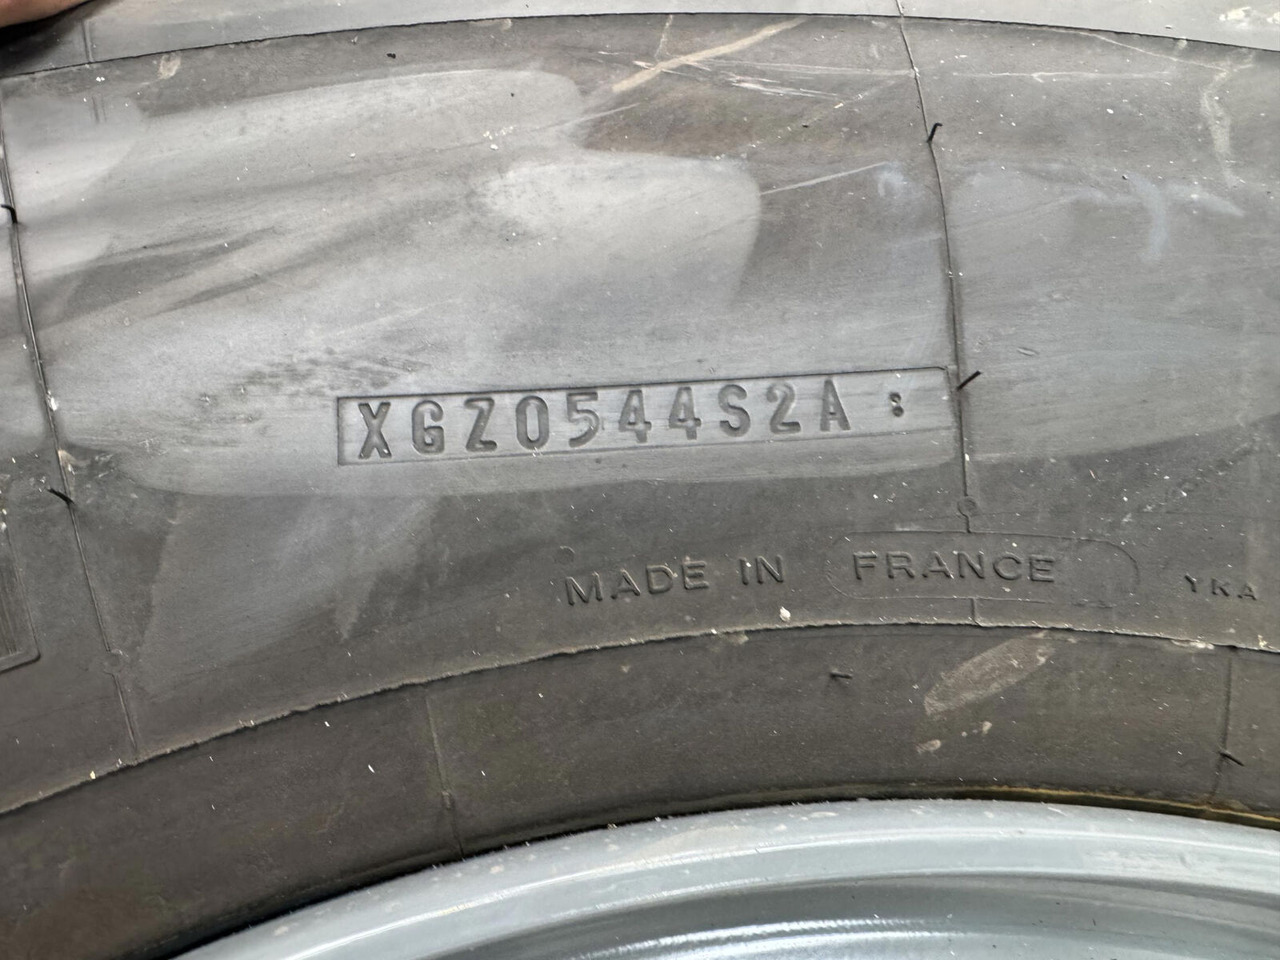 XGZ0544S2A :
MADE IN FRANCE
YKA